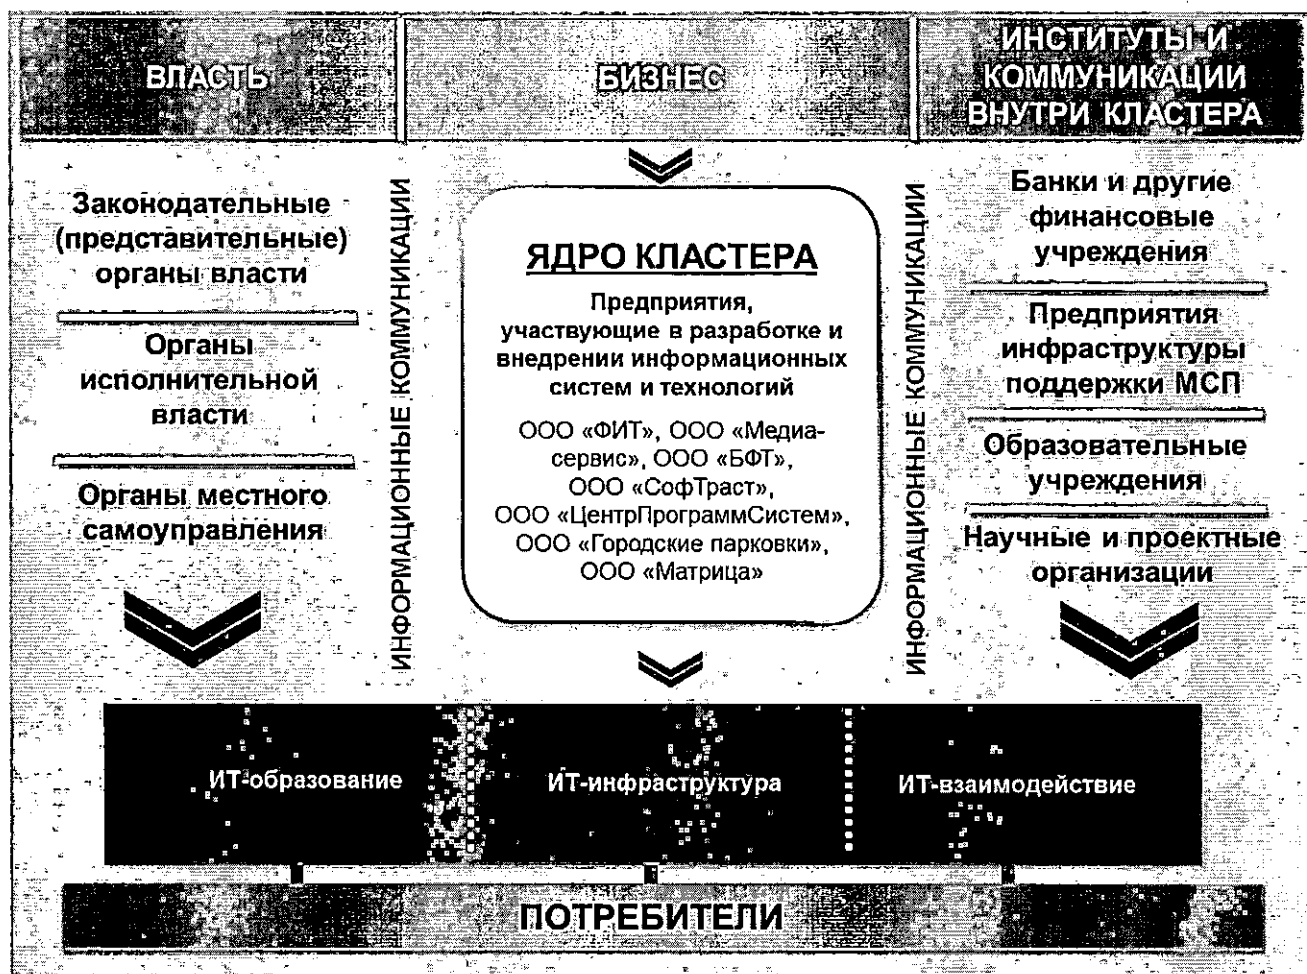 ВЛАСТЬ
БИЗНЕС
ИНСТИТУТЫ И
КОММУНИКАЦИИ
ВНУТРИ КЛАСТЕРА
Законодательные
(представительные)
органы власти
Органы
исполнительной
власти
Органы местного
самоуправления
ИНФОРМАЦИОННЫЕ КОММУНИКАЦИИ
ЯДРО КЛАСТЕРА
Предприятия,
участвующие в разработке и
внедрении информационных
систем и технологий
ООО «ФИТ», ООО «Медиа-
сервис», ООО «БФТ»,
ООО «СофТраст»,
ООО «ЦентрПрограммСистем»,
ООО «Городские парковки»,
ООО «Матрица»
ИНФОРМАЦИОННЫЕ КОММУНИКАЦИИ
Банки и другие
финансовые
учреждения
Предприятия
инфраструктуры
поддержки МСП
Образовательные
учреждения
Научные и проектные
организации
ИТ-образование
ИТ-инфраструктура
ИТ-взаимодействие
ПОТРЕБИТЕЛИ